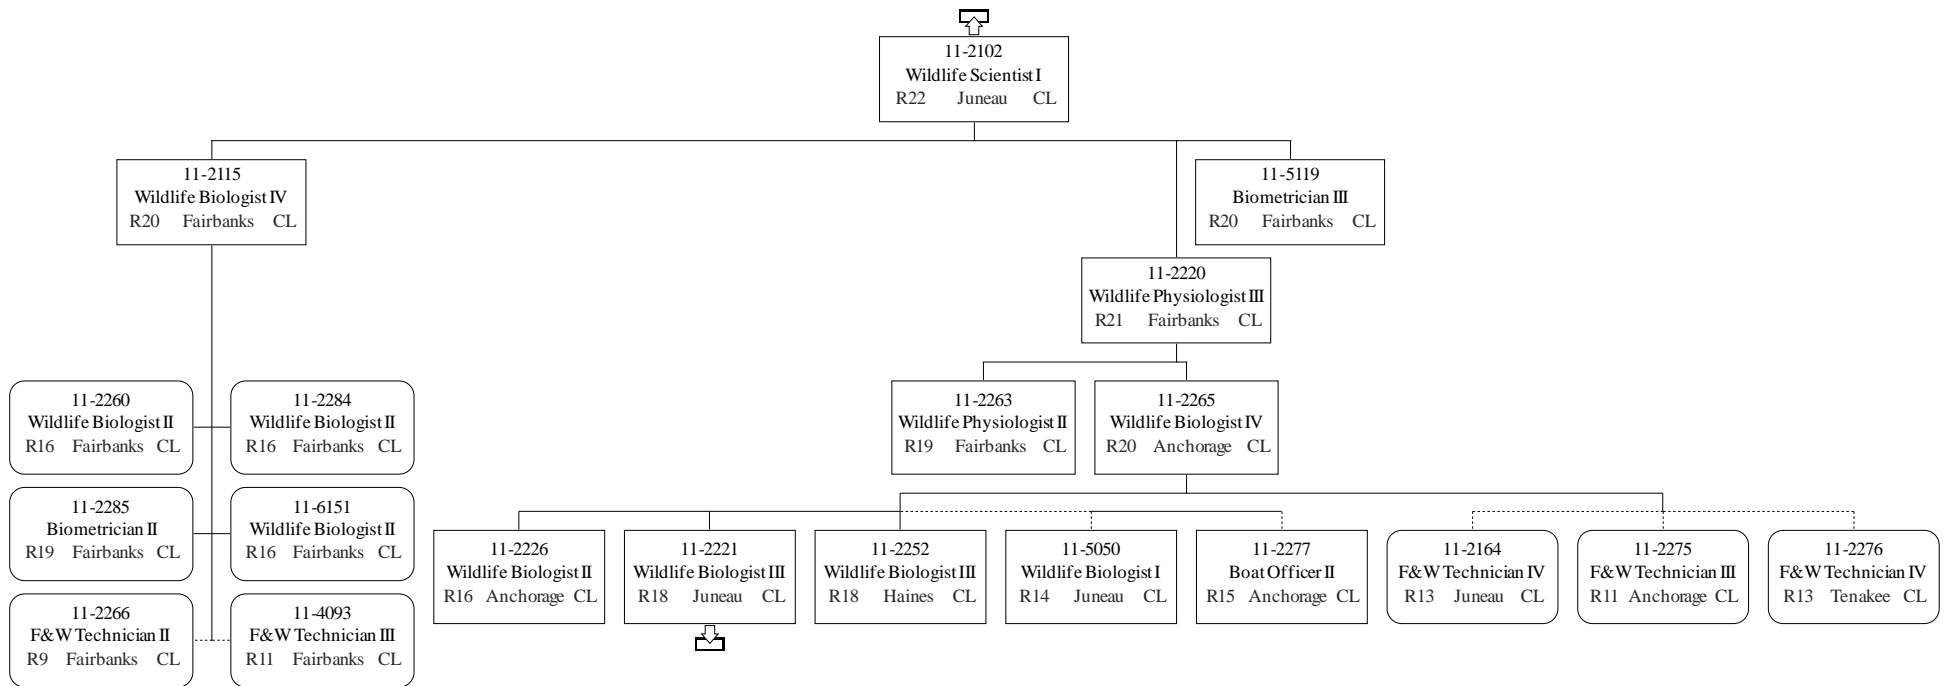 11-2102
Wildlife Scientist I
R22 Juneau CL
11-2115
Wildlife Biologist IV
R20 Fairbanks CL
11-5119
Biometrician III
R20 Fairbanks CL
11-2220
Wildlife Physiologist III
R21 Fairbanks CL
11-2260
Wildlife Biologist II
R16 Fairbanks CL
11-2284
Wildlife Biologist II
R16 Fairbanks CL
11-2263
Wildlife Physiologist II
R19 Fairbanks CL
11-2265
Wildlife Biologist IV
R20 Anchorage CL
11-2285
Biometrician II
R19 Fairbanks CL
11-6151
Wildlife Biologist II
R16 Fairbanks CL
11-2226
Wildlife Biologist II
R16 Anchorage CL
11-2221
Wildlife Biologist III
R18 Juneau CL
11-2252
Wildlife Biologist III
R18 Haines CL
11-5050
Wildlife Biologist I
R14 Juneau CL
11-2277
Boat Officer II
R15 Anchorage CL
11-2164
F&W Technician IV
R13 Juneau CL
11-2275
F&W Technician III
R11 Anchorage CL
11-2276
F&W Technician IV
R13 Tenakee CL
11-2266
F&W Technician II
R9 Fairbanks CL
11-4093
F&W Technician III
R11 Fairbanks CL